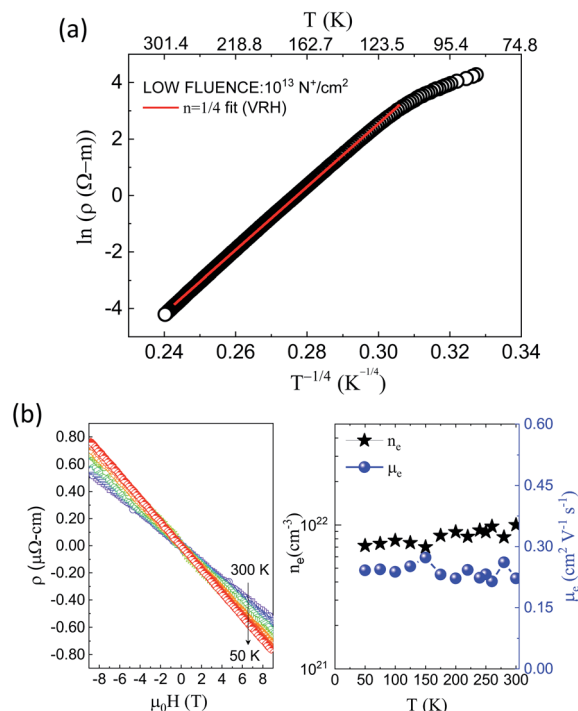 (a)
T (K)
301.4 218.8 162.7 123.5 95.4 74.8
LOW FLUENCE:10¹³ N⁺/cm²
n=1/4 fit (VRH)
ln (ρ (Ω−m)
4
2
0
-2
-4
0.24 0.26 0.28 0.30 0.32 0.34
T⁻¹/⁴ (K⁻¹/⁴)
(b)
ρ (μΩ-cm)
0.80
0.60
0.40
0.20
0.00
-0.20
-0.40
-0.60
-0.80
300 K
50 K
-8 -6 -4 -2 0 2 4 6 8
μ₀H (T)
nₑ(cm⁻³)
10²²
10²¹
nₑ
μₑ
0.60
0.45
0.30
0.15
0.00
μₑ (cm² V⁻¹ s⁻¹)
0 50 100 150 200 250 300
T (K)